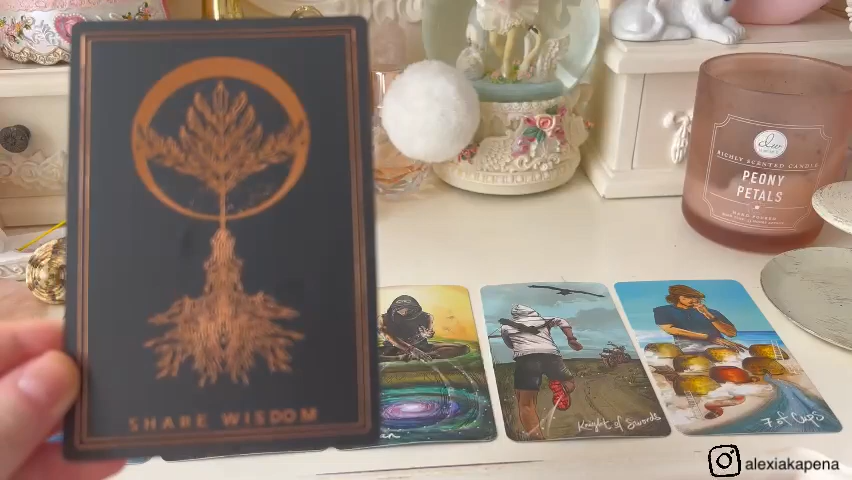 SHARE WISDOM
Knight of Swords
7 of Cups
RICHLY SCENTED CANDLE
PEONY
PETALS
alexiakapena